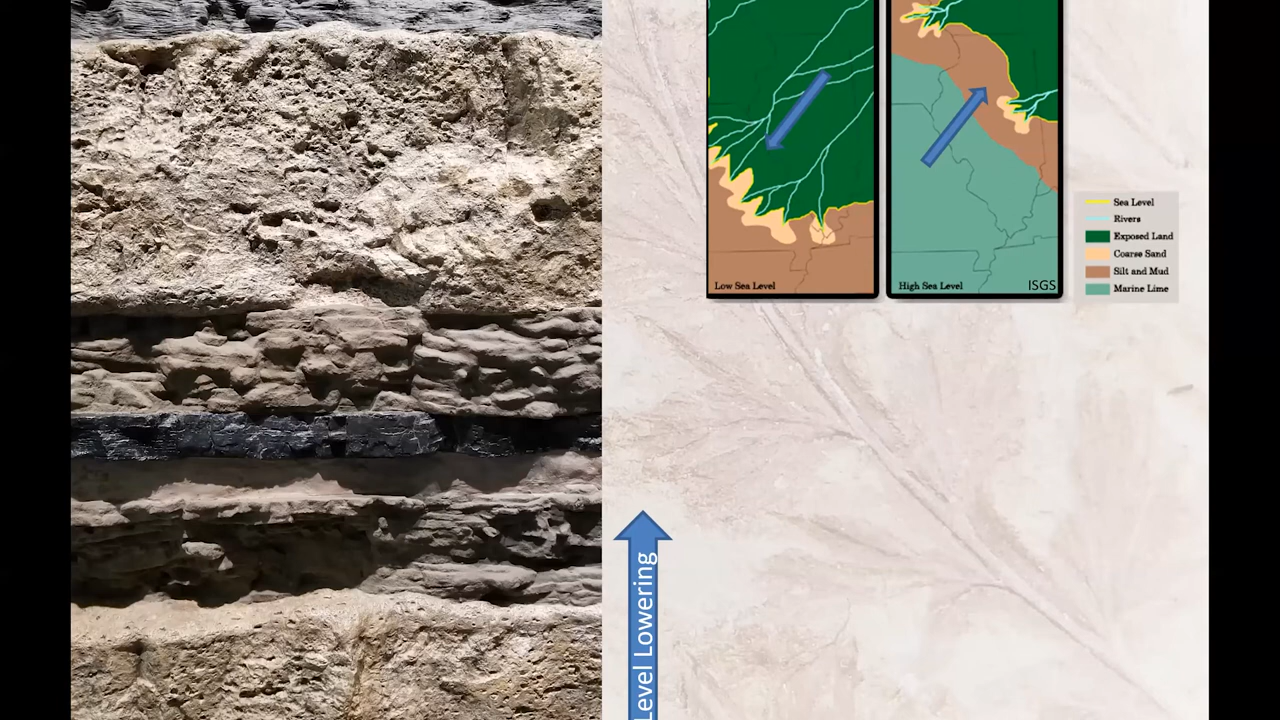 Low Sea Level
High Sea Level
ISGS
Sea Level
Rivers
Exposed Land
Coarse Sand
Silt and Mud
Marine Lime
Level Lowering